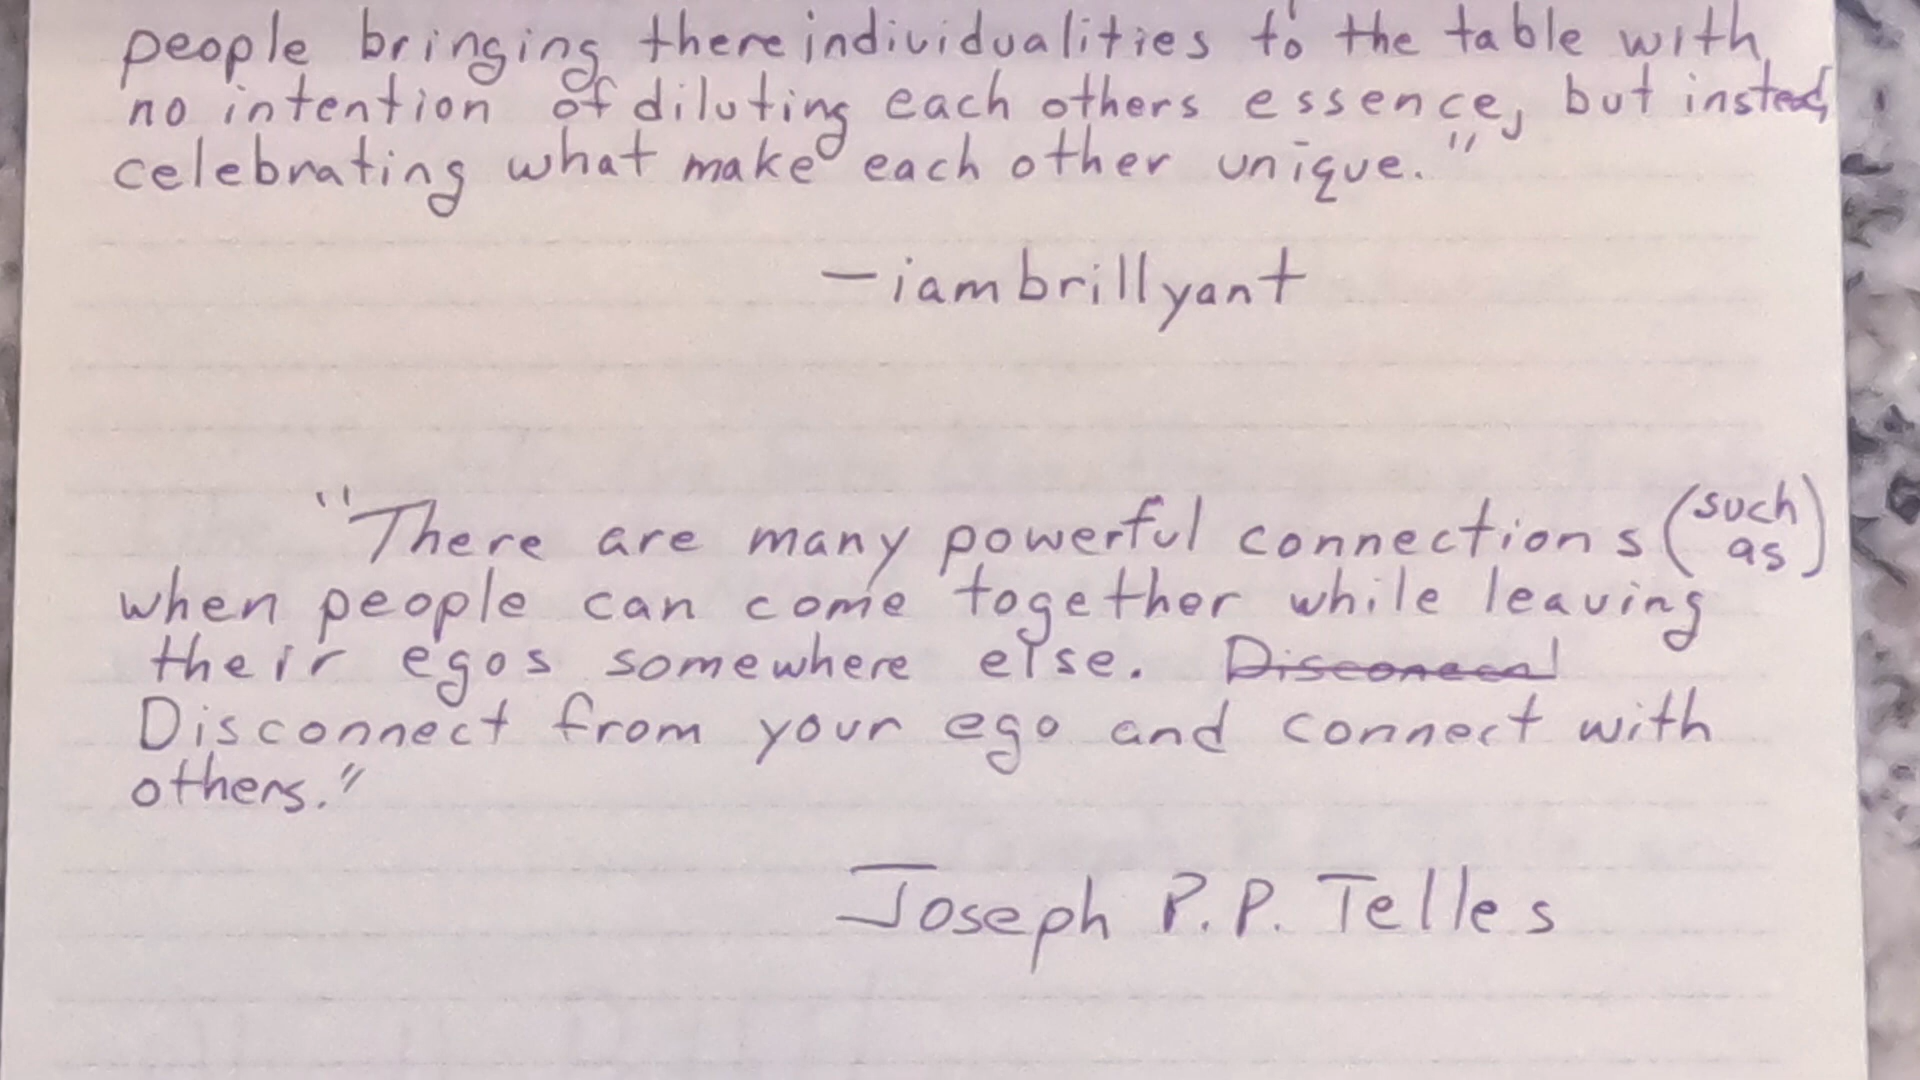 people bringing there individualities to the table with
no intention of diluting each others essence, but instead
celebrating what make each other unique."
-iambrillyant
"There are many powerful connections (such as)
when people can come together while leaving
their egos somewhere else.
Disconnect from your ego and connect with
others."
Joseph P.P. Telles